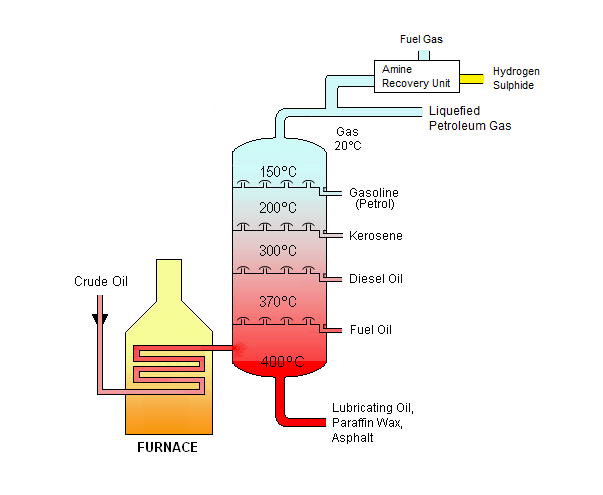 Fuel Gas
Amine
Recovery Unit
Hydrogen
Sulphide
Liquefied
Petroleum Gas
Gas
20°C
150°C
Gasoline
(Petrol)
200°C
Kerosene
300°C
Diesel Oil
Crude Oil
370°C
Fuel Oil
400°C
Lubricating Oil,
Paraffin Wax,
Asphalt
FURNACE